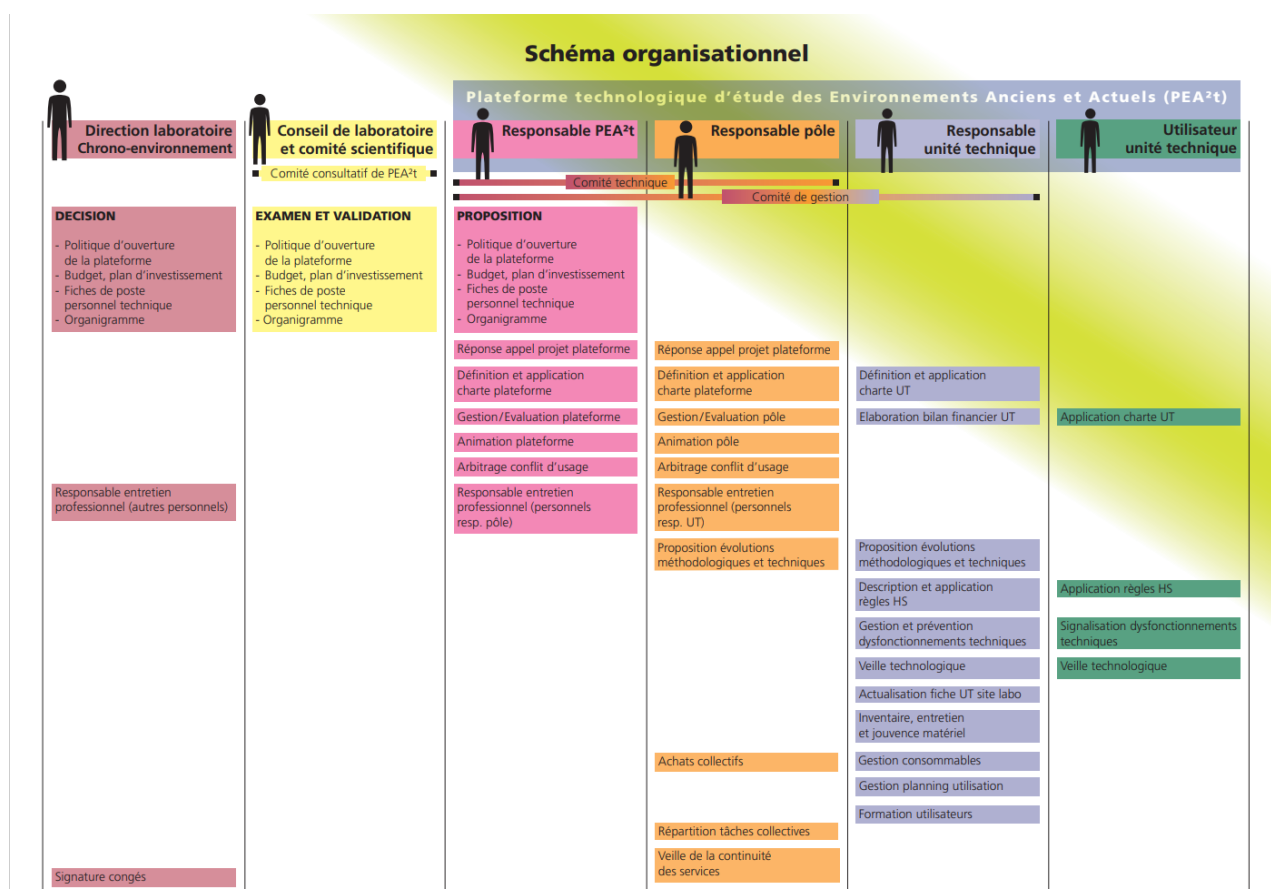 Schéma organisationnel
Plateforme technologique d'étude des Environnements Anciens et Actuels (PEA²t)
Direction laboratoire
Chrono-environnement
Conseil de laboratoire
et comité scientifique
Responsable PEA²t
Responsable pôle
Responsable
unité technique
Utilisateur
unité technique
Comité consultatif de PEA²t
Comité technique
Comité de gestion
DECISION
- Politique d'ouverture
de la plateforme
- Budget, plan d'investissement
- Fiches de poste
personnel technique
- Organigramme
EXAMEN ET VALIDATION
- Politique d'ouverture
de la plateforme
- Budget, plan d'investissement
- Fiches de poste
personnel technique
- Organigramme
PROPOSITION
- Politique d'ouverture
de la plateforme
- Budget, plan d'investissement
- Fiches de poste
personnel technique
- Organigramme
Réponse appel projet plateforme
Réponse appel projet plateforme
Définition et application
charte plateforme
Définition et application
charte plateforme
Définition et application
charte UT
Gestion/Evaluation plateforme
Gestion/Evaluation pôle
Elaboration bilan financier UT
Application charte UT
Animation plateforme
Animation pôle
Arbitrage conflit d'usage
Arbitrage conflit d'usage
Responsable entretien
professionnel (autres personnels)
Responsable entretien
professionnel (personnels
resp. pôle)
Responsable entretien
professionnel (personnels
resp. UT)
Proposition évolutions
méthodologiques et techniques
Proposition évolutions
méthodologiques et techniques
Description et application
règles HS
Application règles HS
Gestion et prévention
dysfonctionnements techniques
Signalisation dysfonctionnements
techniques
Veille technologique
Veille technologique
Actualisation fiche UT site labo
Inventaire, entretien
et jouvence matériel
Achats collectifs
Gestion consommables
Gestion planning utilisation
Formation utilisateurs
Répartition tâches collectives
Veille de la continuité
des services
Signature congés